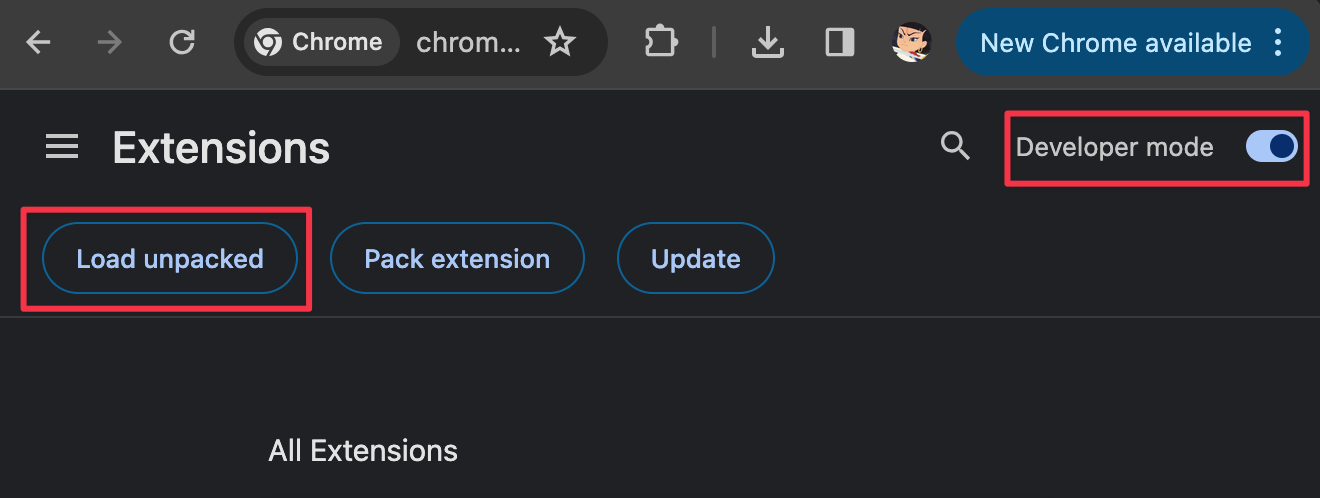 Chrome chrom... New Chrome available
Extensions Developer mode
Load unpacked Pack extension Update
All Extensions